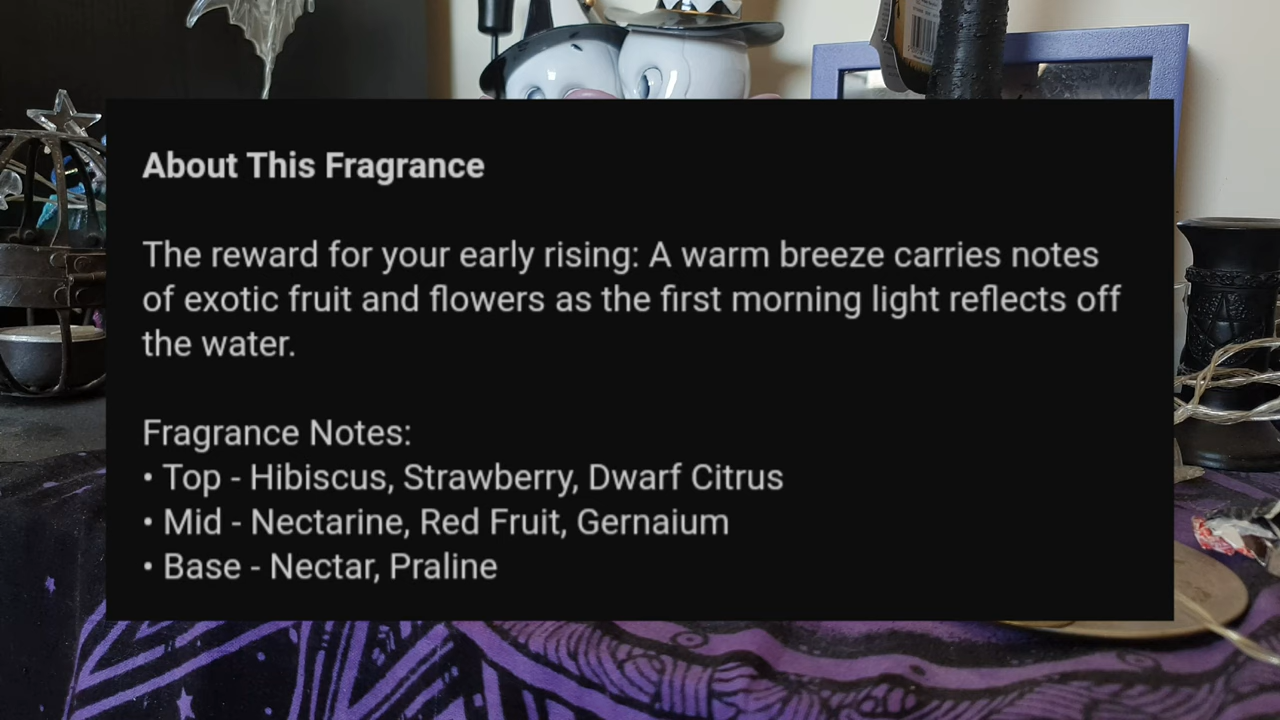 About This Fragrance
The reward for your early rising: A warm breeze carries notes
of exotic fruit and flowers as the first morning light reflects off
the water.
Fragrance Notes:
• Top - Hibiscus, Strawberry, Dwarf Citrus
• Mid - Nectarine, Red Fruit, Gernaium
• Base - Nectar, Praline